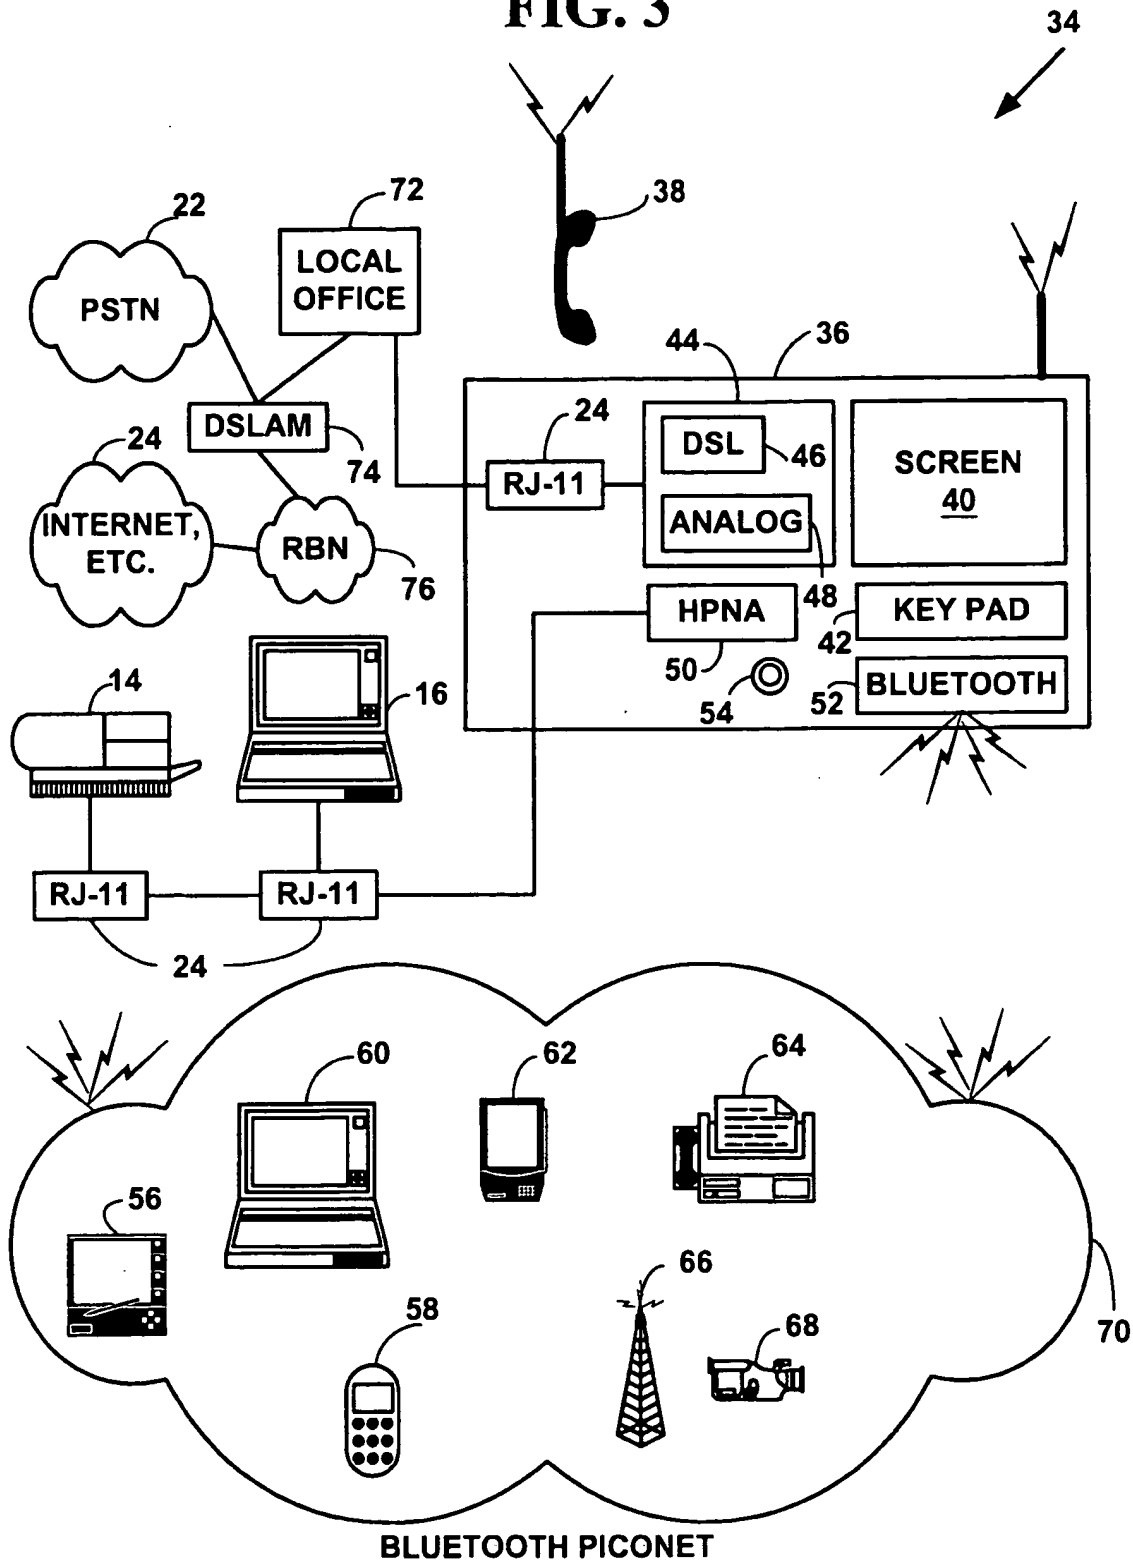 FIG. 3
34
38
72
22
LOCAL
OFFICE
PSTN
44
36
24
DSLAM
24
74
RJ-11
DSL
46
SCREEN
40
INTERNET,
ETC.
RBN
76
ANALOG
48
HPNA
50
KEY PAD
42
54
52
BLUETOOTH
14
16
RJ-11
RJ-11
24
60
62
64
56
66
58
68
70
BLUETOOTH PICONET